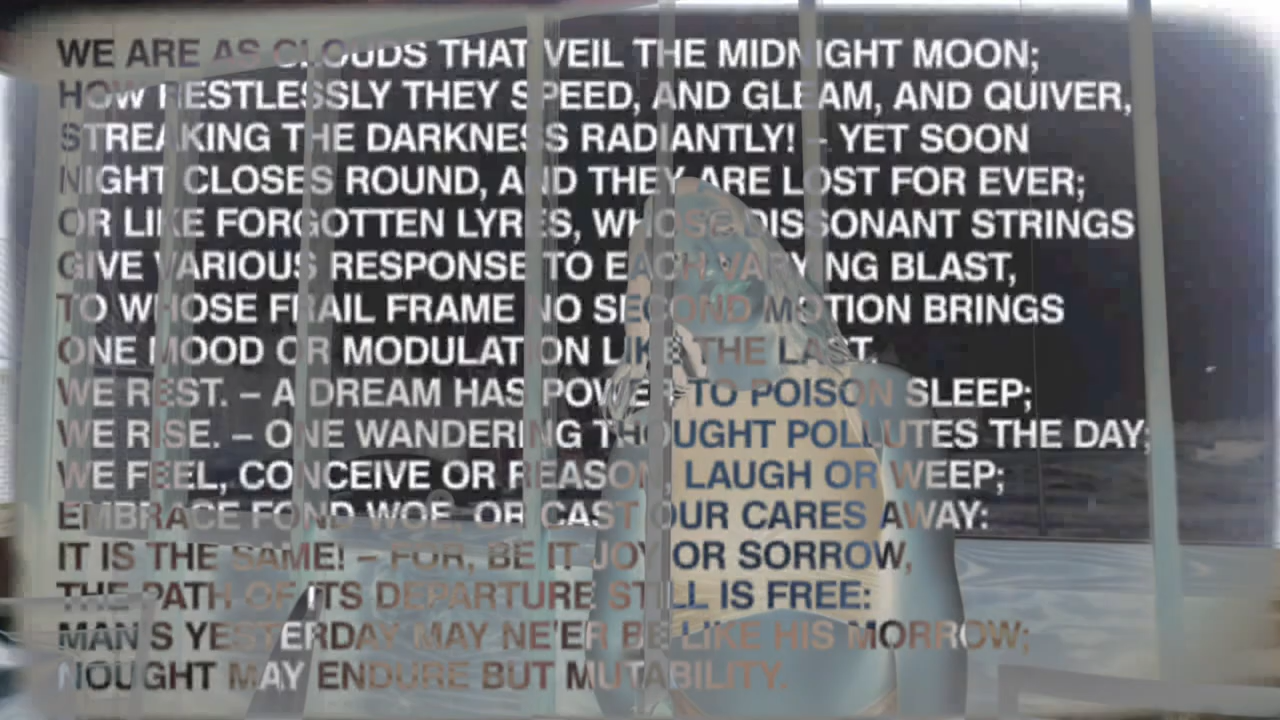 WE ARE AS CLOUDS THAT VEIL THE MIDNIGHT MOON;
HOW RESTLESSLY THEY SPEED, AND GLEAM, AND QUIVER,
STREAKING THE DARKNESS RADIANTLY! – YET SOON
NIGHT CLOSES ROUND, AND THEY ARE LOST FOR EVER;
OR LIKE FORGOTTEN LYRES, WHOSE DISSONANT STRINGS
GIVE VARIOUS RESPONSE TO EACH VARYING BLAST,
TO WHOSE FRAIL FRAME NO SECOND MOTION BRINGS
ONE MOOD OR MODULATION LIKE THE LAST.
WE REST. – A DREAM HAS POWER TO POISON SLEEP;
WE RISE. – ONE WANDERING THOUGHT POLLUTES THE DAY;
WE FEEL, CONCEIVE OR REASON, LAUGH OR WEEP;
EMBRACE FOND WOE, OR CAST OUR CARES AWAY:
IT IS THE SAME! – FOR, BE IT JOY OR SORROW,
THE PATH OF ITS DEPARTURE STILL IS FREE:
MAN'S YESTERDAY MAY NE'ER BE LIKE HIS MORROW;
NOUGHT MAY ENDURE BUT MUTABILITY.